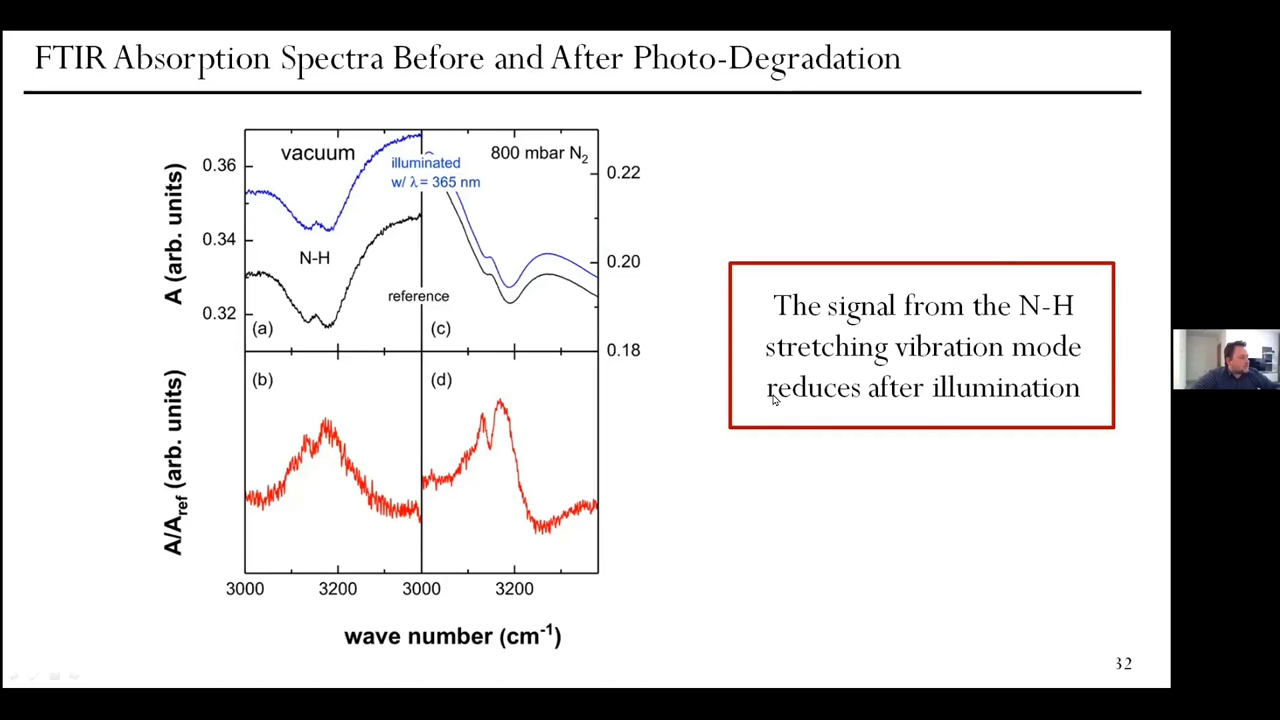 FTIR Absorption Spectra Before and After Photo-Degradation
vacuum
illuminated
w/ λ = 365 nm
800 mbar N₂
0.36
0.34
0.32
A (arb. units)
N-H
reference
(a)
(c)
0.22
0.20
0.18
(b)
(d)
A/Aref (arb. units)
3000
3200
3000
3200
wave number (cm⁻¹)
The signal from the N-H
stretching vibration mode
reduces after illumination
32